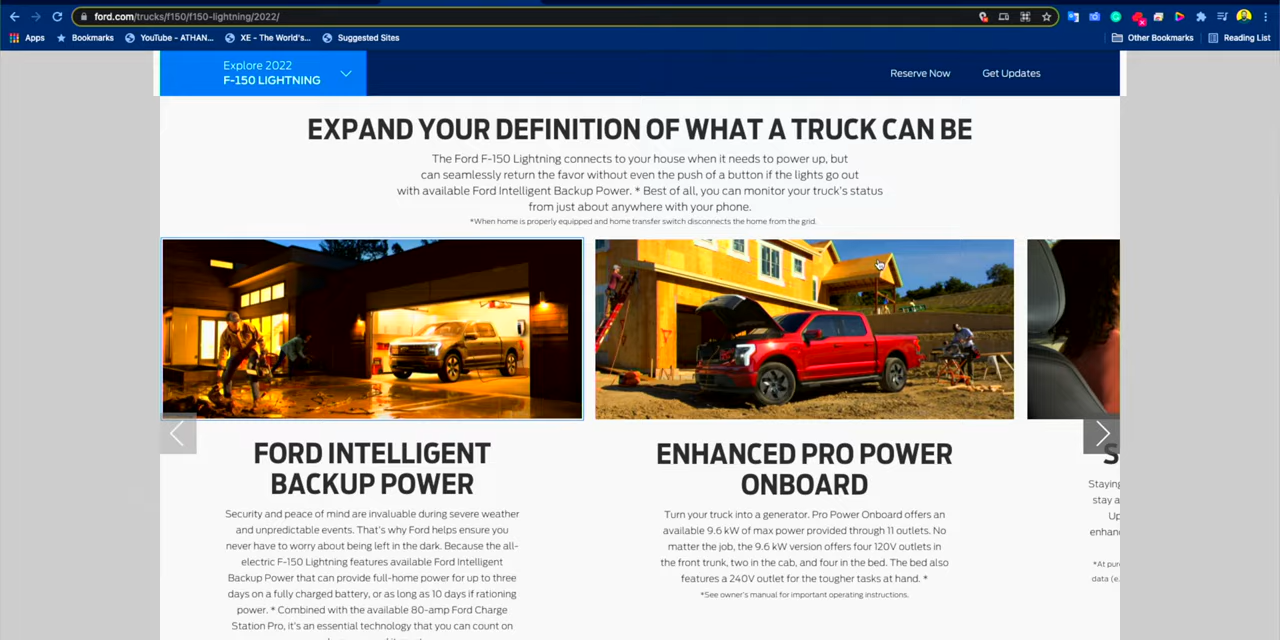 ford.com/trucks/f150/f150-lightning/2022/
Apps
Bookmarks
YouTube - ATHAN...
XE - The World's...
Suggested Sites
Other Bookmarks
Reading List
Explore 2022
F-150 LIGHTNING
Reserve Now
Get Updates
EXPAND YOUR DEFINITION OF WHAT A TRUCK CAN BE
The Ford F-150 Lightning connects to your house when it needs to power up, but
can seamlessly return the favor without even the push of a button if the lights go out
with available Ford Intelligent Backup Power. * Best of all, you can monitor your truck's status
from just about anywhere with your phone.
*When home is properly equipped and home transfer switch disconnects the home from the grid.
FORD INTELLIGENT
BACKUP POWER
Security and peace of mind are invaluable during severe weather
and unpredictable events. That's why Ford helps ensure you
never have to worry about being left in the dark. Because the all-
electric F-150 Lightning features available Ford Intelligent
Backup Power that can provide full-home power for up to three
days on a fully charged battery, or as long as 10 days if rationing
power. * Combined with the available 80-amp Ford Charge
Station Pro, it's an essential technology that you can count on
ENHANCED PRO POWER
ONBOARD
Turn your truck into a generator. Pro Power Onboard offers an
available 9.6 kW of max power provided through 11 outlets. No
matter the job, the 9.6 kW version offers four 120V outlets in
the front trunk, two in the cab, and four in the bed. The bed also
features a 240V outlet for the tougher tasks at hand. *
*See owner's manual for important operating instructions.
S
Staying
stay a
Up
enhanc
*At pur
data (e.